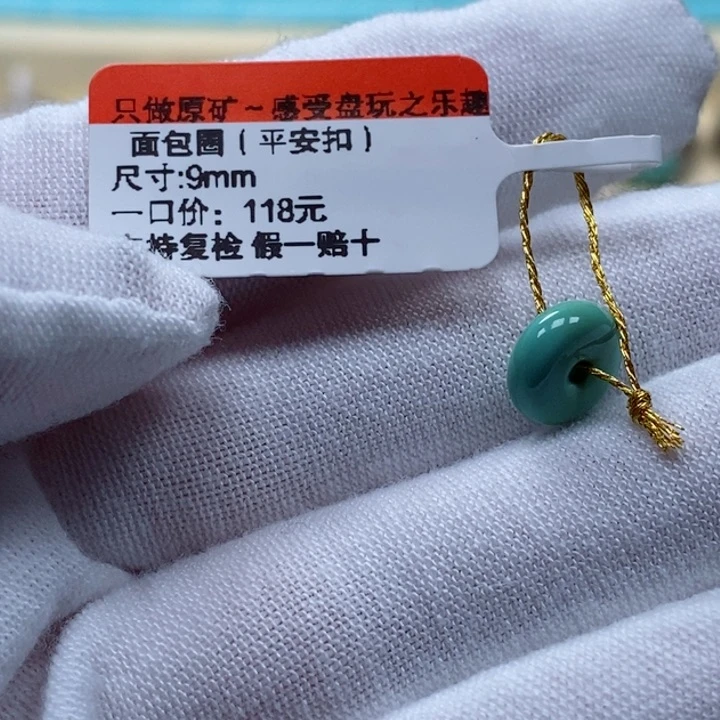 只做原矿～感受盘玩之乐趣
面包圈(平安扣)
尺寸:9mm
一口价：118元
持复检 假一赔十